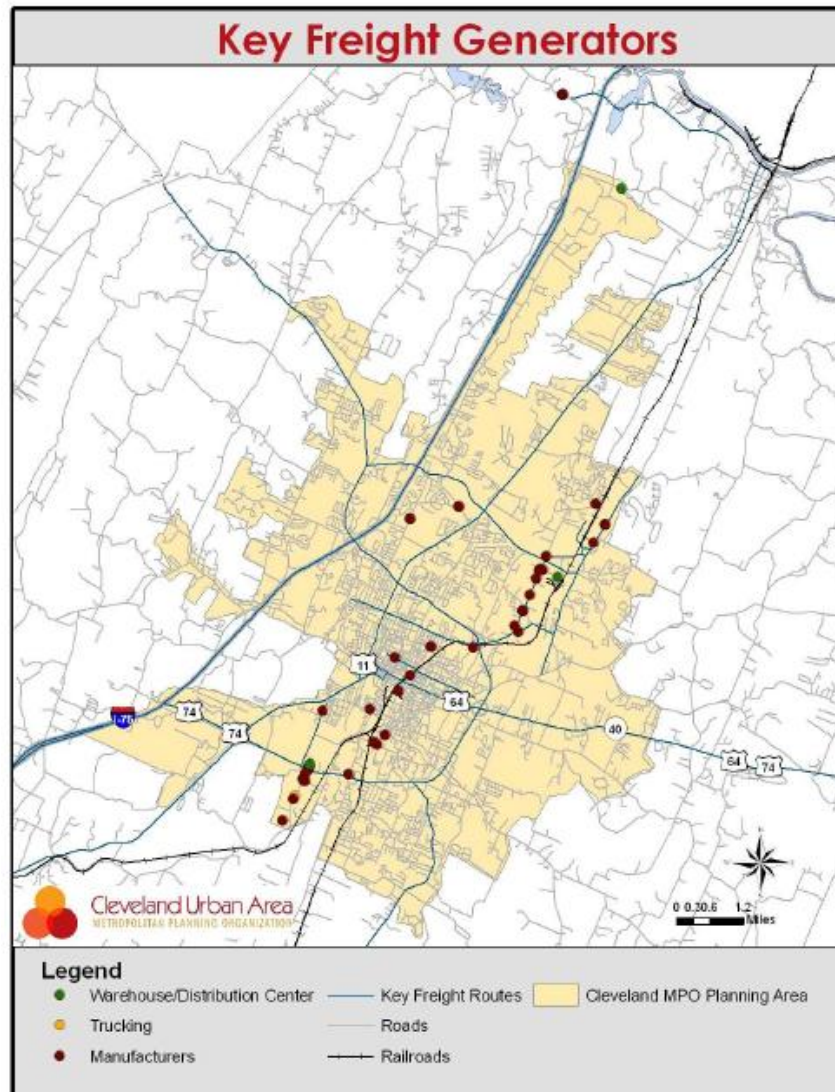 Key Freight Generators
11
64
40
I-75
74
74
64 74
0 0.30.6 1.2
Miles
Cleveland Urban Area
METROPOLITAN PLANNING ORGANIZATION
Legend
Warehouse/Distribution Center
Key Freight Routes
Cleveland MPO Planning Area
Trucking
Roads
Manufacturers
Railroads